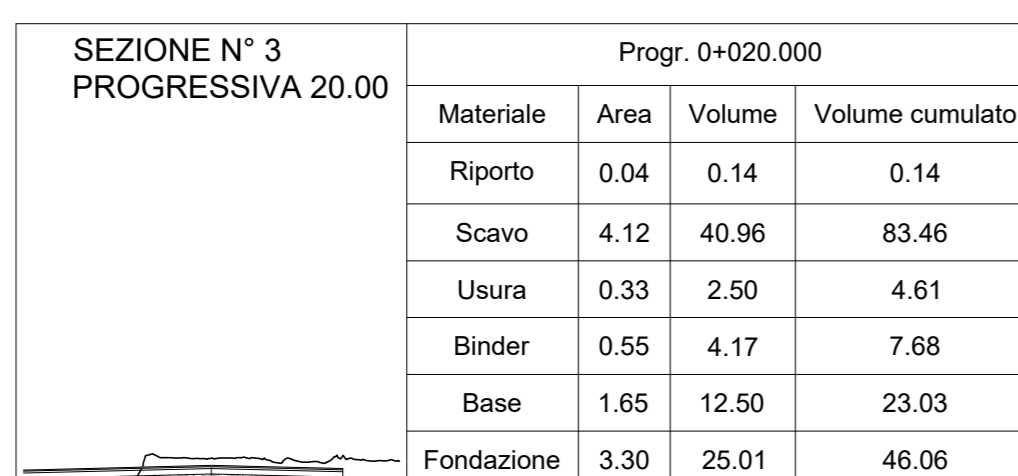 SEZIONE N° 3
PROGRESSIVA 20.00
Progr. 0+020.000
Materiale Area Volume Volume cumulato
Riporto 0.04 0.14 0.14
Scavo 4.12 40.96 83.46
Usura 0.33 2.50 4.61
Binder 0.55 4.17 7.68
Base 1.65 12.50 23.03
Fondazione 3.30 25.01 46.06